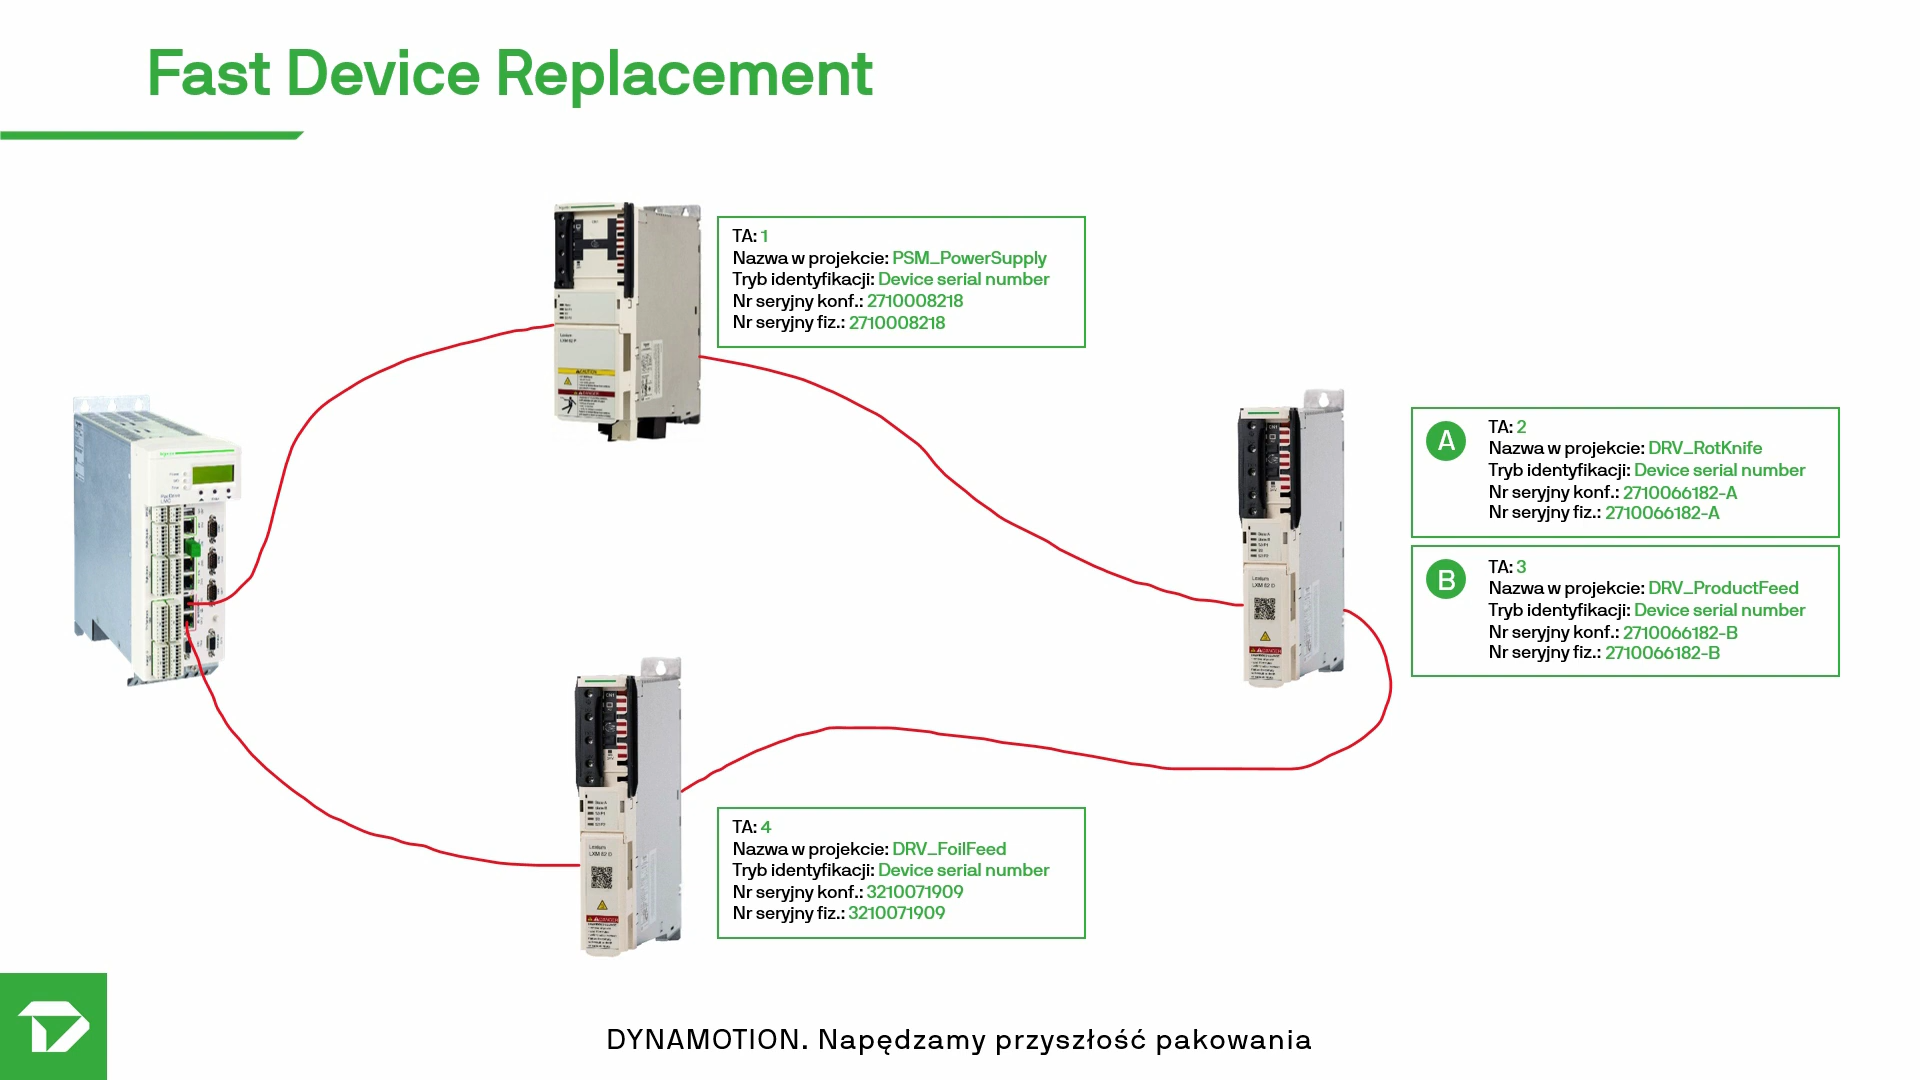 Fast Device Replacement
TA: 1
Nazwa w projekcie: PSM_PowerSupply
Tryb identyfikacji: Device serial number
Nr seryjny konf.: 2710008218
Nr seryjny fiz.: 2710008218
A
TA: 2
Nazwa w projekcie: DRV_RotKnife
Tryb identyfikacji: Device serial number
Nr seryjny konf.: 2710066182-A
Nr seryjny fiz.: 2710066182-A
B
TA: 3
Nazwa w projekcie: DRV_ProductFeed
Tryb identyfikacji: Device serial number
Nr seryjny konf.: 2710066182-B
Nr seryjny fiz.: 2710066182-B
TA: 4
Nazwa w projekcie: DRV_FoilFeed
Tryb identyfikacji: Device serial number
Nr seryjny konf.: 3210071909
Nr seryjny fiz.: 3210071909
DYNAMOTION. Napędzamy przyszłość pakowania